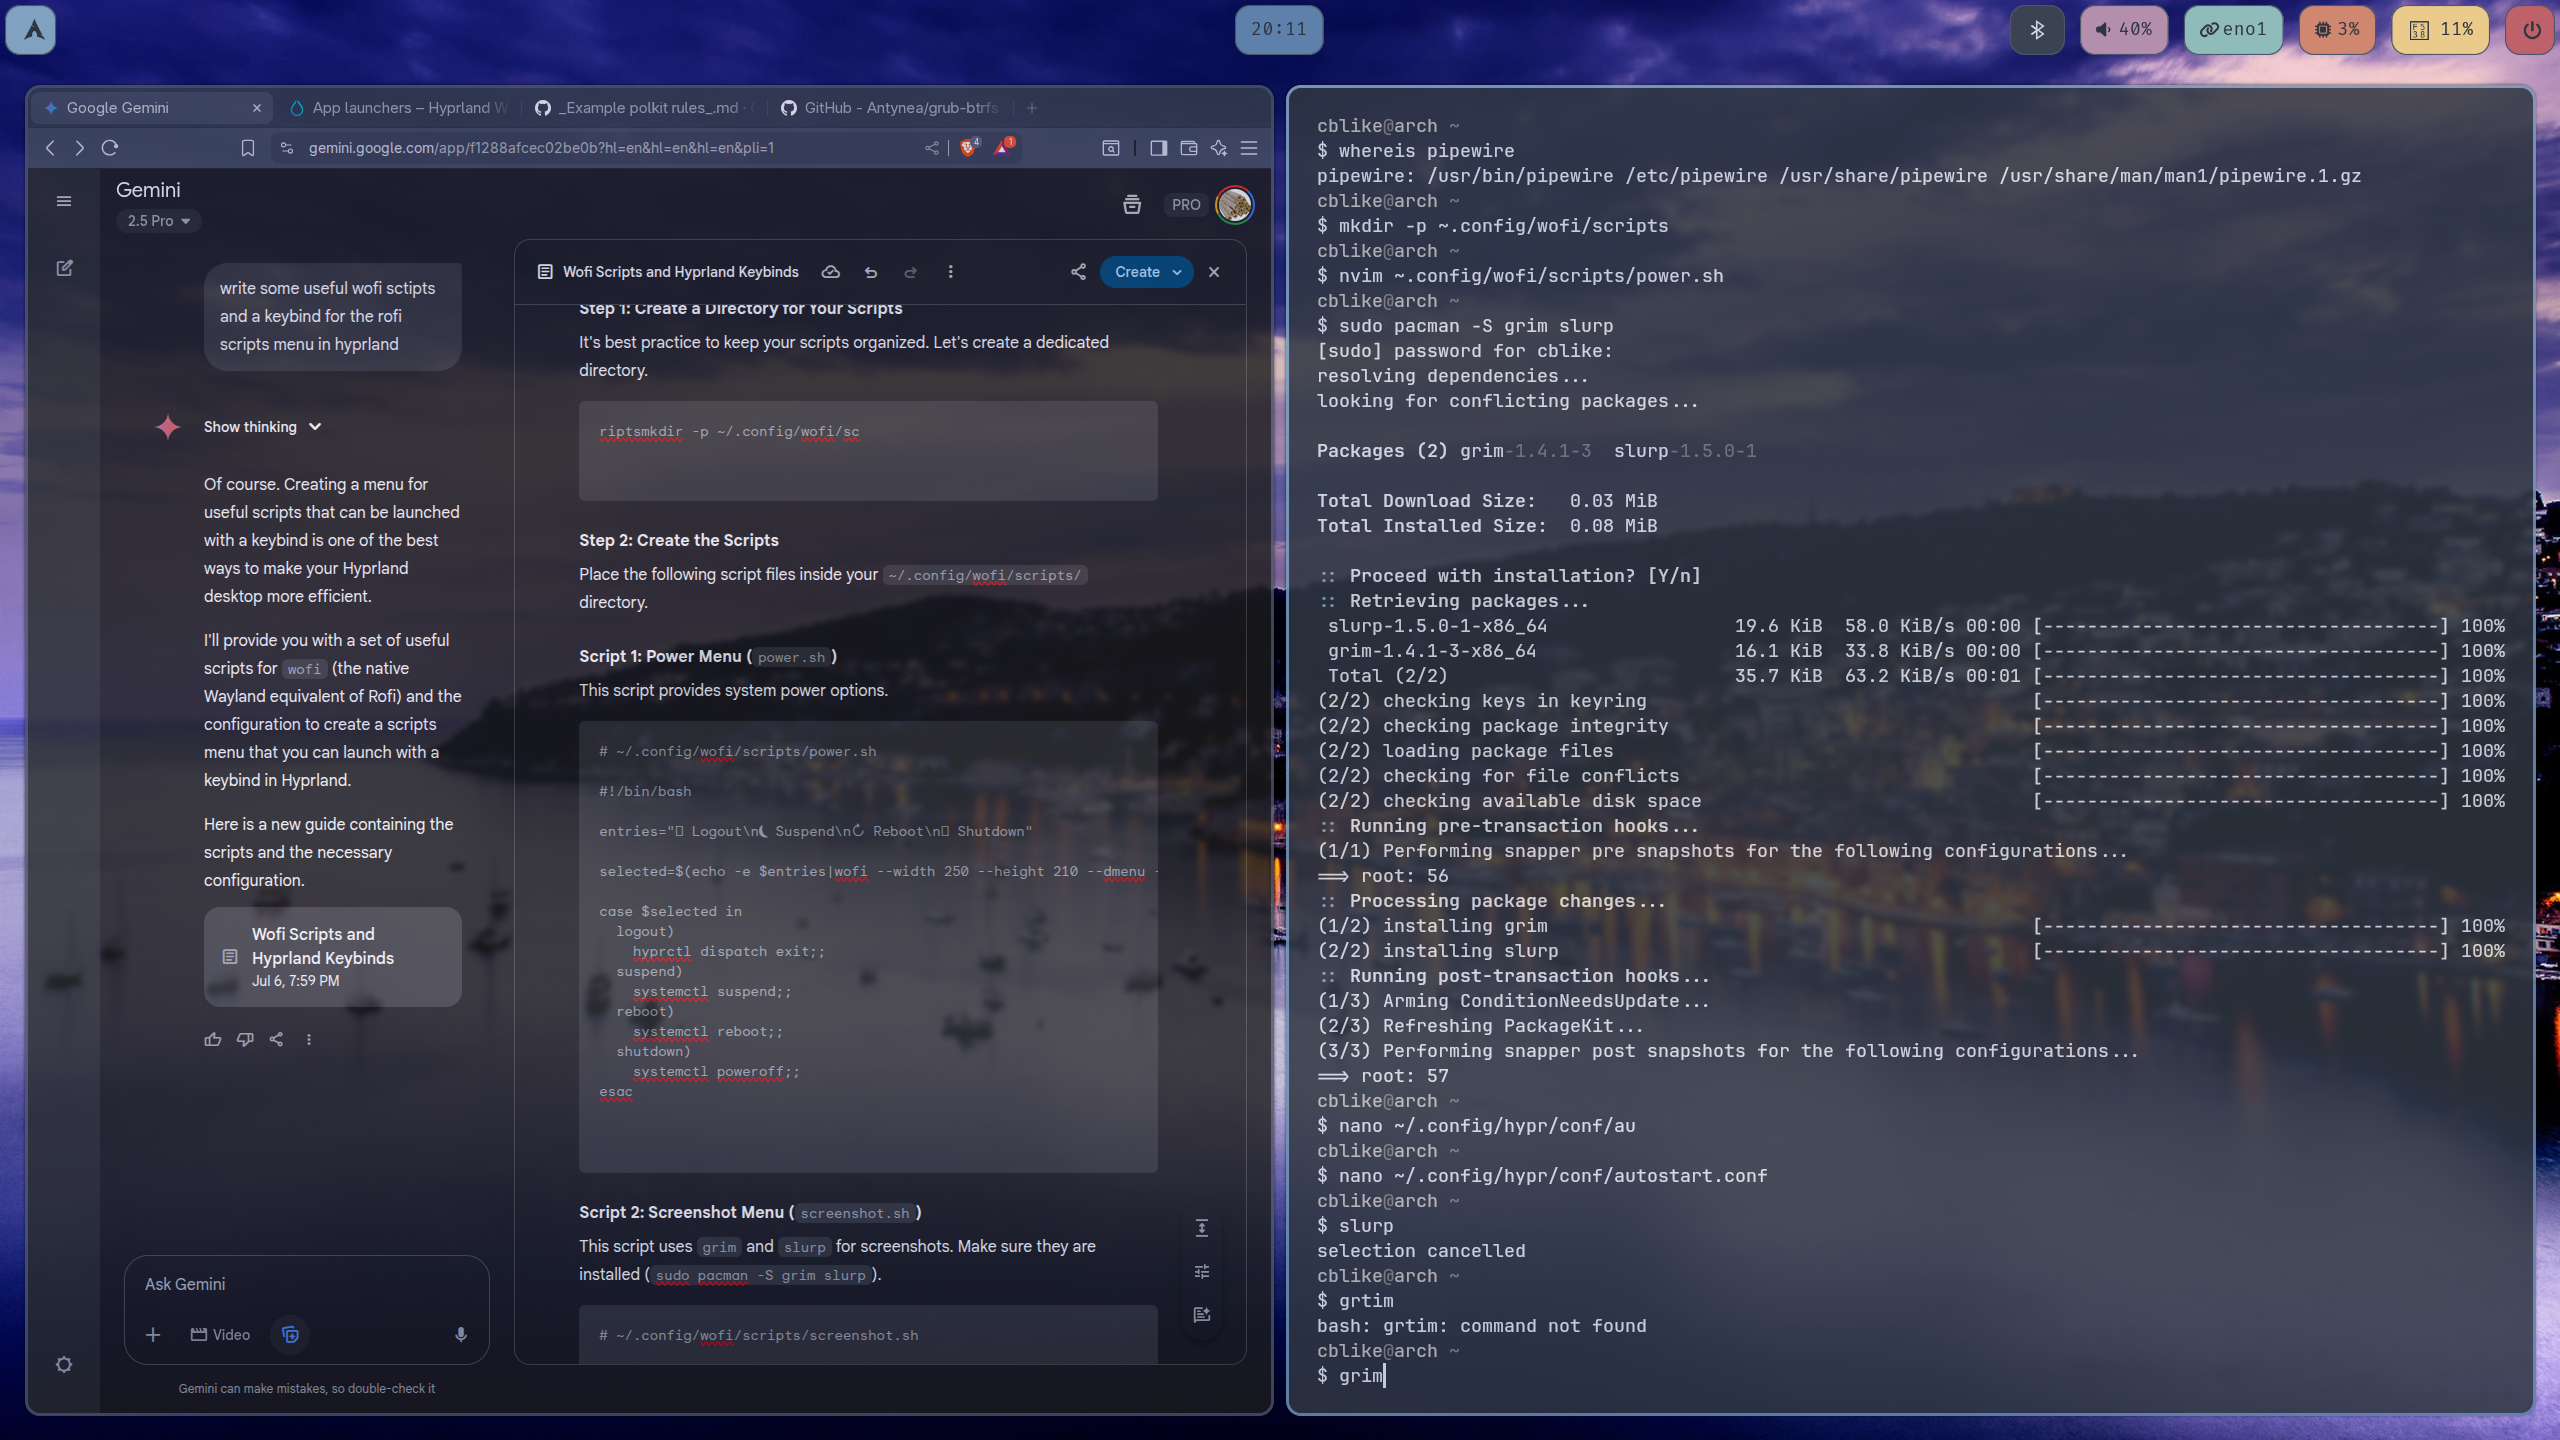 20:11
40%
eno1
3%
11%
Google Gemini
App launchers – Hyprland W
_Example polkit rules_.md ·
GitHub - Antynea/grub-btrfs
gemini.google.com/app/f1288afcec02be0b?hl=en&hl=en&hl=en&pli=1
4
1
Gemini
2.5 Pro
PRO
write some useful wofi sctipts
and a keybind for the rofi
scripts menu in hyprland
Show thinking
Of course. Creating a menu for
useful scripts that can be launched
with a keybind is one of the best
ways to make your Hyprland
desktop more efficient.
I'll provide you with a set of useful
scripts for wofi (the native
Wayland equivalent of Rofi) and the
configuration to create a scripts
menu that you can launch with a
keybind in Hyprland.
Here is a new guide containing the
scripts and the necessary
configuration.
Wofi Scripts and
Hyprland Keybinds
Jul 6, 7:59 PM
Ask Gemini
Video
Gemini can make mistakes, so double-check it
Wofi Scripts and Hyprland Keybinds
Create
Step 1: Create a Directory for Your Scripts
It's best practice to keep your scripts organized. Let's create a dedicated
directory.
riptsmkdir -p ~/.config/wofi/sc
Step 2: Create the Scripts
Place the following script files inside your ~/.config/wofi/scripts/
directory.
Script 1: Power Menu ( power.sh )
This script provides system power options.
# ~/.config/wofi/scripts/power.sh
#!/bin/bash
entries="▯ Logout\n⏾ Suspend\n↻ Reboot\n▯ Shutdown"
selected=$(echo -e $entries|wofi --width 250 --height 210 --dmenu -
case $selected in
logout)
hyprctl dispatch exit;;
suspend)
systemctl suspend;;
reboot)
systemctl reboot;;
shutdown)
systemctl poweroff;;
esac
Script 2: Screenshot Menu ( screenshot.sh )
This script uses grim and slurp for screenshots. Make sure they are
installed ( sudo pacman -S grim slurp ).
# ~/.config/wofi/scripts/screenshot.sh
cblike@arch ~
$ whereis pipewire
pipewire: /usr/bin/pipewire /etc/pipewire /usr/share/pipewire /usr/share/man/man1/pipewire.1.gz
cblike@arch ~
$ mkdir -p ~.config/wofi/scripts
cblike@arch ~
$ nvim ~.config/wofi/scripts/power.sh
cblike@arch ~
$ sudo pacman -S grim slurp
[sudo] password for cblike:
resolving dependencies...
looking for conflicting packages...
Packages (2) grim-1.4.1-3  slurp-1.5.0-1
Total Download Size:   0.03 MiB
Total Installed Size:  0.08 MiB
:: Proceed with installation? [Y/n]
:: Retrieving packages...
slurp-1.5.0-1-x86_64 19.6 KiB 58.0 KiB/s 00:00 [------------------------------------] 100%
grim-1.4.1-3-x86_64 16.1 KiB 33.8 KiB/s 00:00 [------------------------------------] 100%
Total (2/2) 35.7 KiB 63.2 KiB/s 00:01 [------------------------------------] 100%
(2/2) checking keys in keyring [------------------------------------] 100%
(2/2) checking package integrity [------------------------------------] 100%
(2/2) loading package files [------------------------------------] 100%
(2/2) checking for file conflicts [------------------------------------] 100%
(2/2) checking available disk space [------------------------------------] 100%
:: Running pre-transaction hooks...
(1/1) Performing snapper pre snapshots for the following configurations...
==> root: 56
:: Processing package changes...
(1/2) installing grim [------------------------------------] 100%
(2/2) installing slurp [------------------------------------] 100%
:: Running post-transaction hooks...
(1/3) Arming ConditionNeedsUpdate...
(2/3) Refreshing PackageKit...
(3/3) Performing snapper post snapshots for the following configurations...
==> root: 57
cblike@arch ~
$ nano ~/.config/hypr/conf/au
cblike@arch ~
$ nano ~/.config/hypr/conf/autostart.conf
cblike@arch ~
$ slurp
selection cancelled
cblike@arch ~
$ grtim
bash: grtim: command not found
cblike@arch ~
$ grim